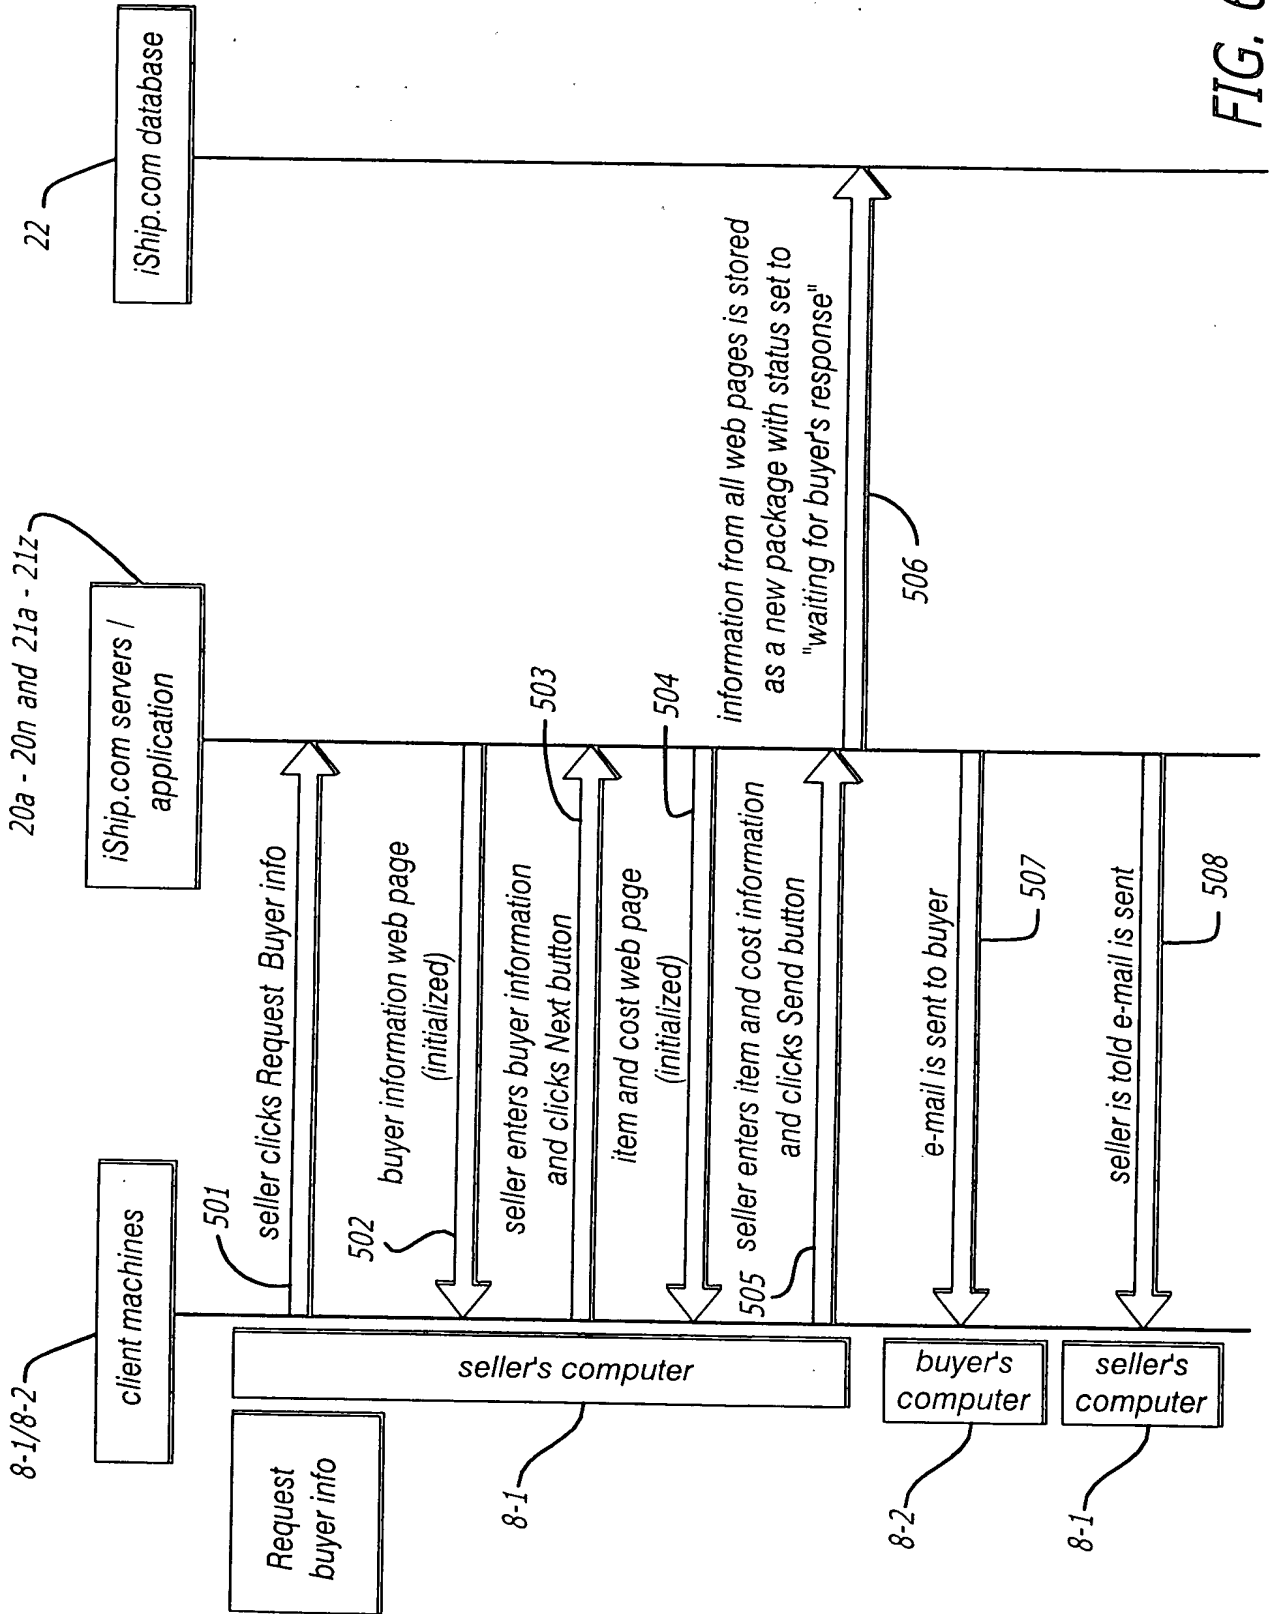 8-1/8-2
client machines
20a - 20n and 21a - 21z
iShip.com servers /
application
22
iShip.com database
Request
buyer info
seller's computer
8-1
501
seller clicks Request Buyer info
502
buyer information web page
(initialized)
seller enters buyer information
and clicks Next button
503
item and cost web page
(initialized)
504
505
seller enters item and cost information
and clicks Send button
information from all web pages is stored
as a new package with status set to
"waiting for buyer's response"
506
buyer's
computer
8-2
e-mail is sent to buyer
507
seller's
computer
8-1
seller is told e-mail is sent
508
FIG. 6